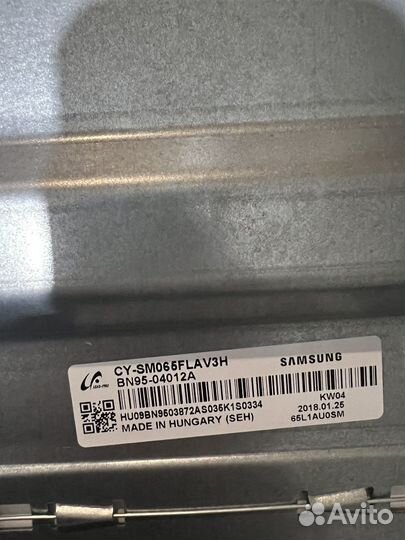 CY-SM065FLAV3H
SAMSUNG
BN95-04012A
HU09BN9503872AS035K1S0334
KW04
2018.01.25
MADE IN HUNGARY (SEH)
65L1AU0SM
Avito